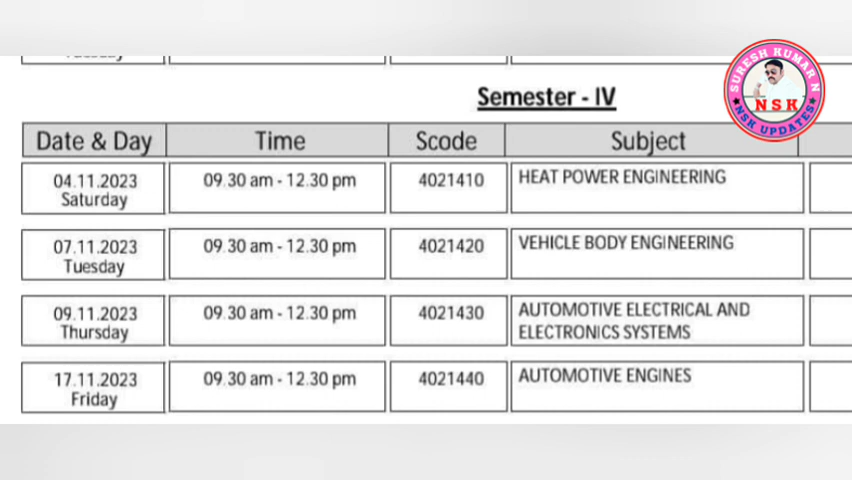 Semester - IV
SURESH KUMAR N
NSK
NSK UPDATES
Date & Day Time Scode Subject
04.11.2023 09.30 am - 12.30 pm 4021410 HEAT POWER ENGINEERING
Saturday
07.11.2023 09.30 am - 12.30 pm 4021420 VEHICLE BODY ENGINEERING
Tuesday
09.11.2023 09.30 am - 12.30 pm 4021430 AUTOMOTIVE ELECTRICAL AND
Thursday ELECTRONICS SYSTEMS
17.11.2023 09.30 am - 12.30 pm 4021440 AUTOMOTIVE ENGINES
Friday